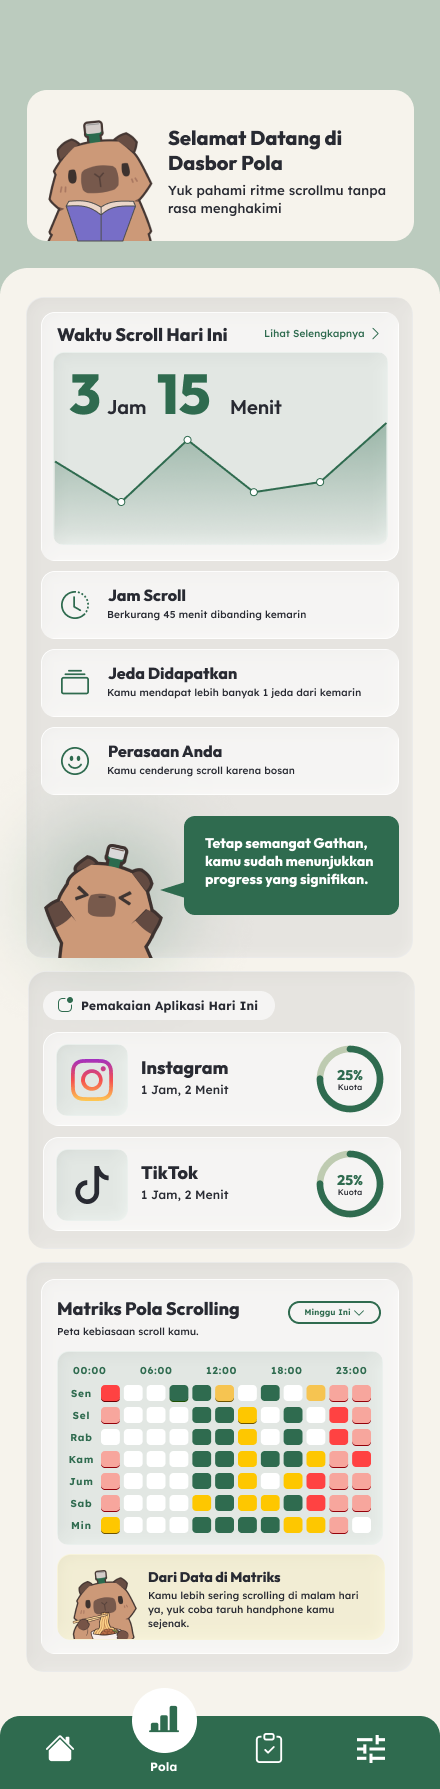 Selamat Datang di
Dasbor Pola
Yuk pahami ritme scrollmu tanpa
rasa menghakimi
Waktu Scroll Hari Ini
Lihat Selengkapnya
3 Jam 15 Menit
Jam Scroll
Berkurang 45 menit dibanding kemarin
Jeda Didapatkan
Kamu mendapat lebih banyak 1 jeda dari kemarin
Perasaan Anda
Kamu cenderung scroll karena bosan
Tetap semangat Gathan,
kamu sudah menunjukkan
progress yang signifikan.
Pemakaian Aplikasi Hari Ini
Instagram
1 Jam, 2 Menit
25%
Kuota
TikTok
1 Jam, 2 Menit
25%
Kuota
Matriks Pola Scrolling
Peta kebiasaan scroll kamu.
Minggu Ini
00:00 06:00 12:00 18:00 23:00
Sen
Sel
Rab
Kam
Jum
Sab
Min
Dari Data di Matriks
Kamu lebih sering scrolling di malam hari
ya, yuk coba taruh handphone kamu
sejenak.
Pola